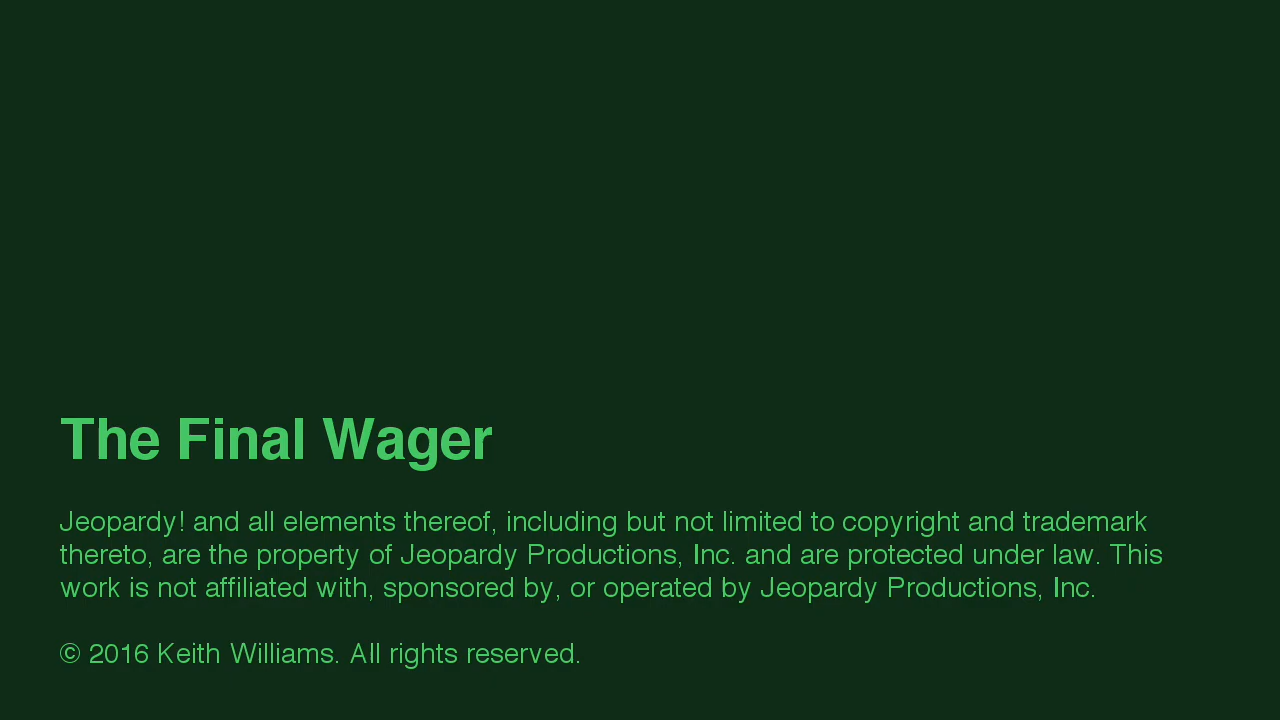 The Final Wager
Jeopardy! and all elements thereof, including but not limited to copyright and trademark
thereto, are the property of Jeopardy Productions, Inc. and are protected under law. This
work is not affiliated with, sponsored by, or operated by Jeopardy Productions, Inc.
© 2016 Keith Williams. All rights reserved.